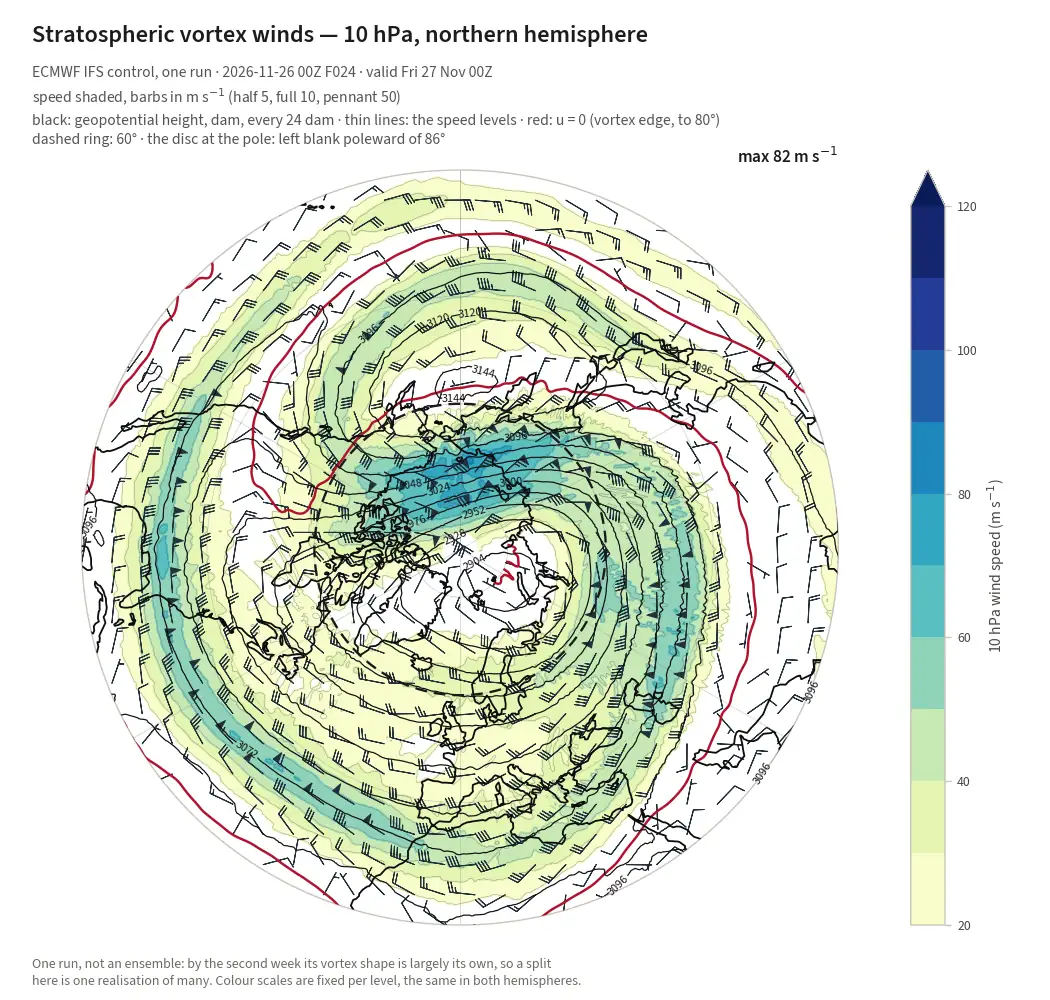 Stratospheric vortex winds — 10 hPa, northern hemisphere
ECMWF IFS control, one run · 2026-11-26 00Z F024 · valid Fri 27 Nov 00Z
speed shaded, barbs in m s⁻¹ (half 5, full 10, pennant 50)
black: geopotential height, dam, every 24 dam · thin lines: the speed levels · red: u = 0 (vortex edge, to 80°)
dashed ring: 60° · the disc at the pole: left blank poleward of 86°
max 82 m s⁻¹
120
100
80
60
40
20
10 hPa wind speed (m s⁻¹)
3096
3120
3120
3144
3096
3144
3096
3048
3024
3000
2976
2952
2928
2904
3096
3072
3096
3096
3096
One run, not an ensemble: by the second week its vortex shape is largely its own, so a split
here is one realisation of many. Colour scales are fixed per level, the same in both hemispheres.